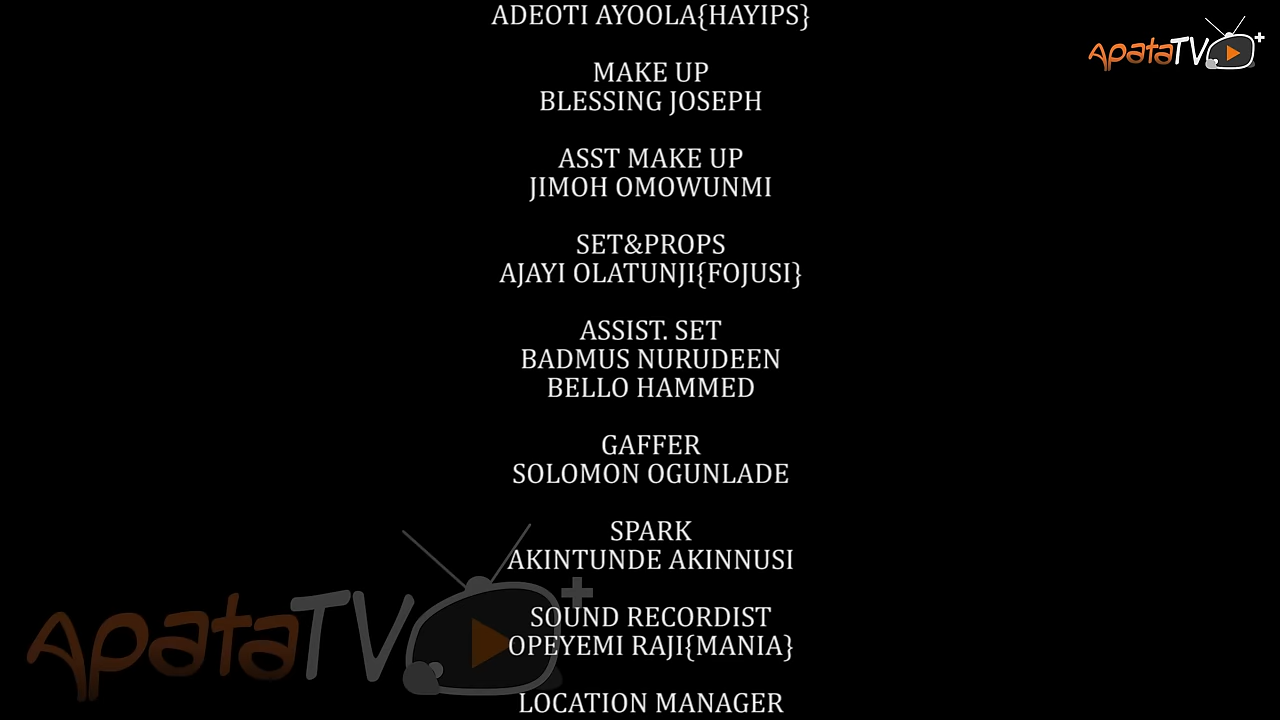 ADEOTI AYOOLA{HAYIPS}
ApataTV+
MAKE UP
BLESSING JOSEPH
ASST MAKE UP
JIMOH OMOWUNMI
SET&PROPS
AJAYI OLATUNJI{FOJUSI}
ASSIST. SET
BADMUS NURUDEEN
BELLO HAMMED
GAFFER
SOLOMON OGUNLADE
SPARK
AKINTUNDE AKINNUSI
SOUND RECORDIST
OPEYEMI RAJI{MANIA}
ApataTV+
LOCATION MANAGER